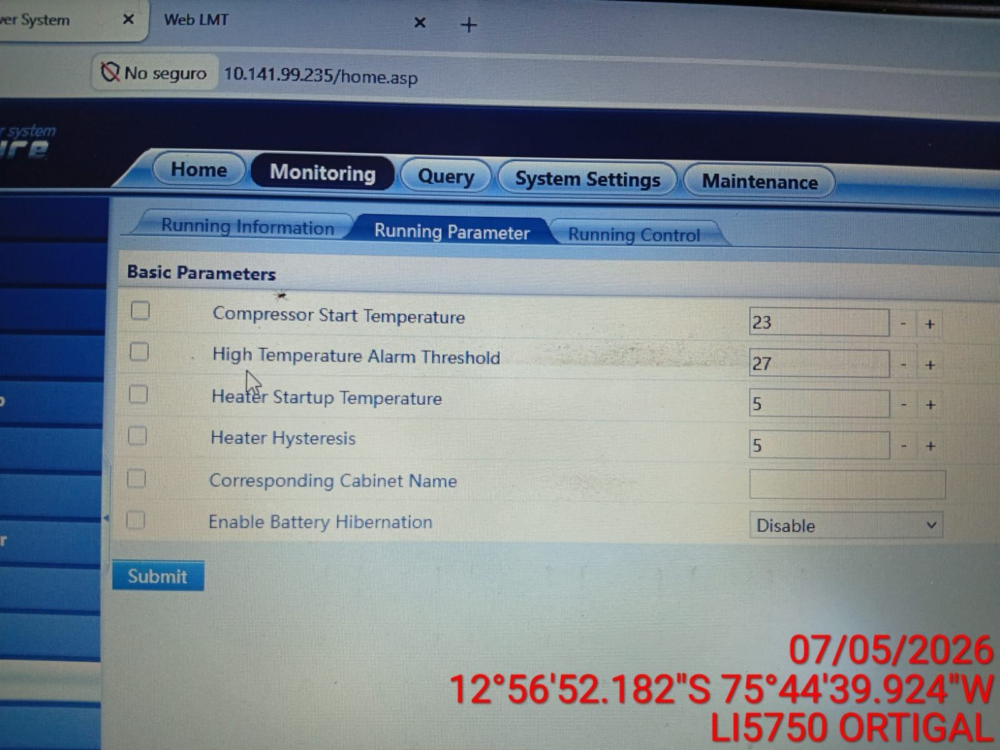 System
Web LMT
No seguro 10.141.99.235/home.asp
system
Home Monitoring Query System Settings Maintenance
Running Information Running Parameter Running Control
Basic Parameters
Compressor Start Temperature 23 - +
High Temperature Alarm Threshold 27 - +
Heater Startup Temperature 5 - +
Heater Hysteresis 5 - +
Corresponding Cabinet Name
Enable Battery Hibernation Disable
Submit
07/05/2026
12°56'52.182"S 75°44'39.924"W
LI5750 ORTIGAL